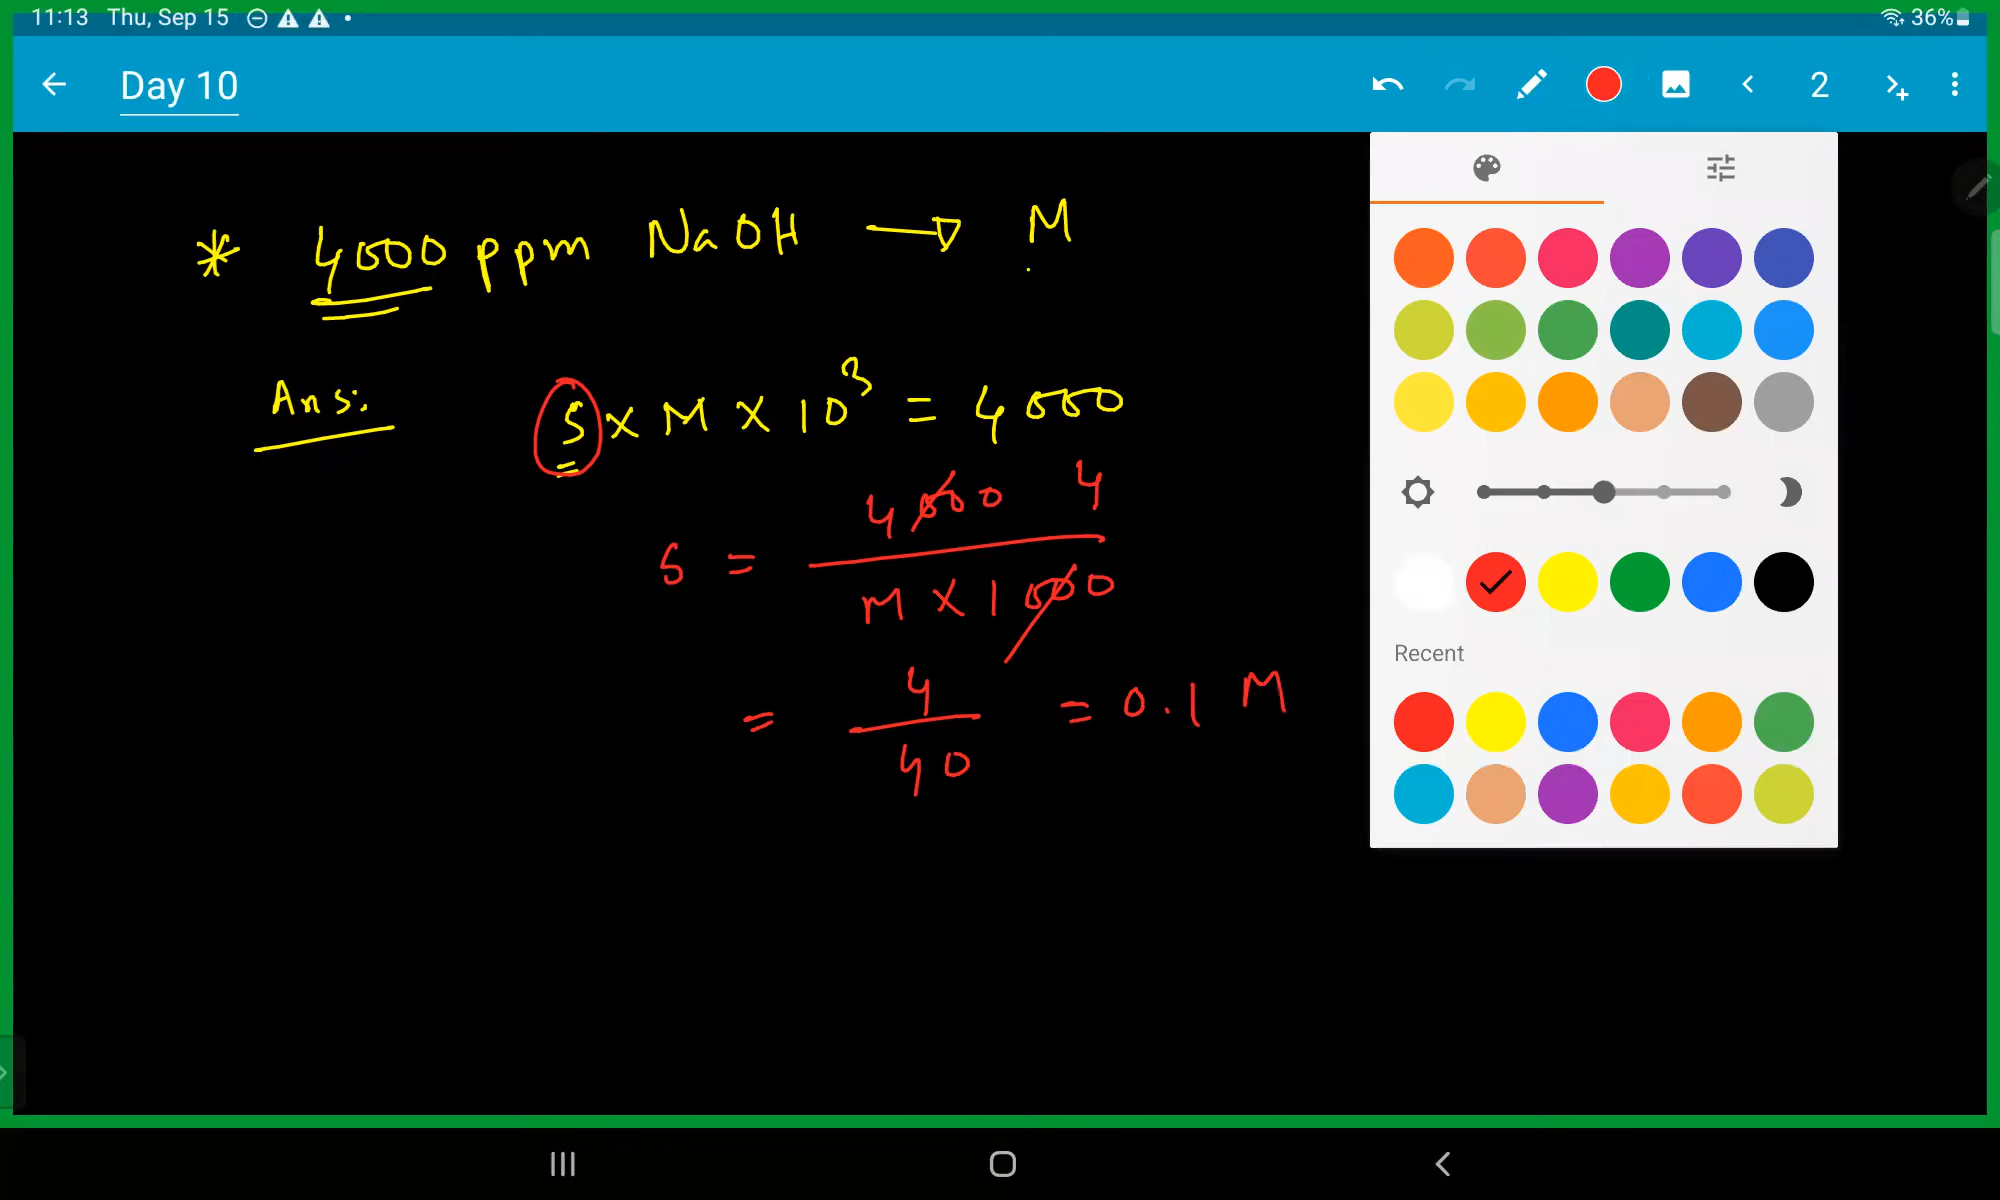 11:13 Thu, Sep 15 36%
Day 10 2
* 4000 ppm NaOH → M
Ans: S × M × 10³ = 4000
S = 4000 4 / M × 1000
= 4 / 40 = 0.1 M
Recent